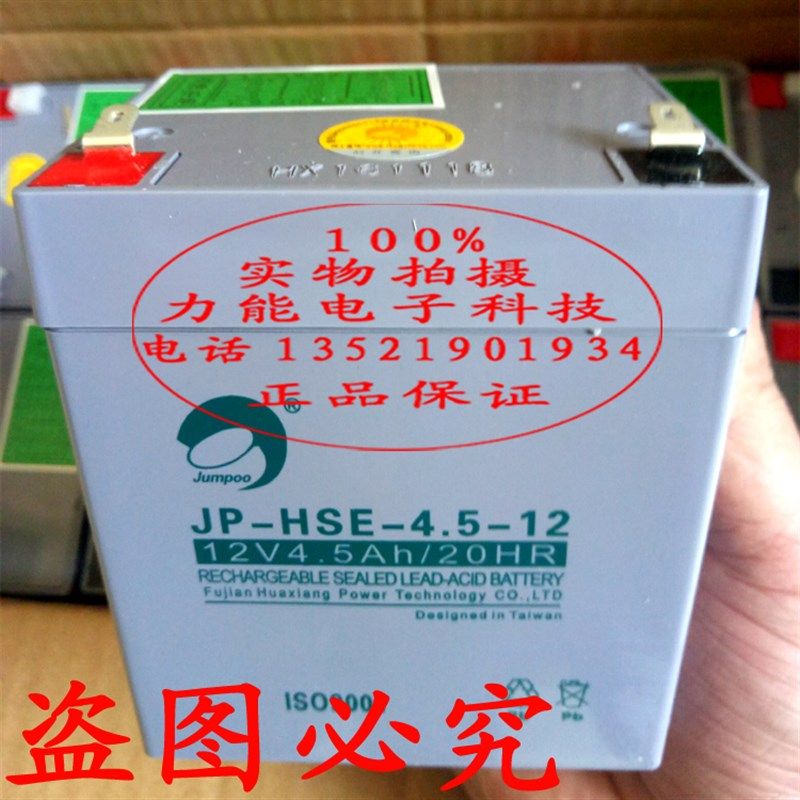 HX161118
100%
实物拍摄
力能电子科技
电话 13521901934
正品保证
®
Jumpoo
JP-HSE-4.5-12
12V4.5Ah/20HR
RECHARGEABLE SEALED LEAD-ACID BATTERY
Fujian Huaxiang Power Technology CO.,LTD
Designed in Taiwan
Pb
盗图必究